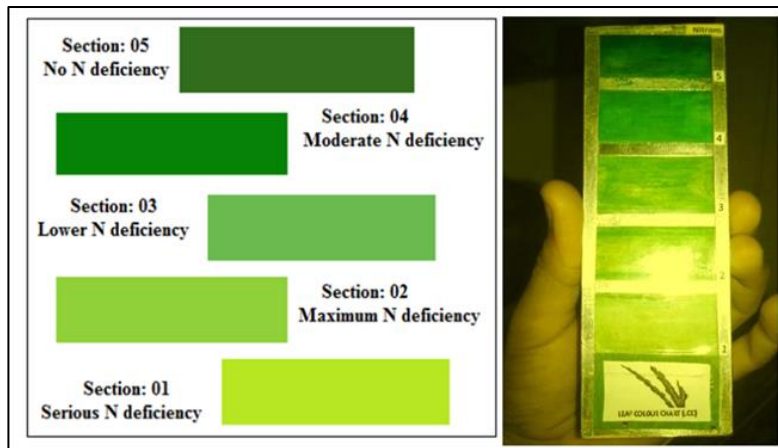 Section: 05
No N deficiency
Section: 04
Moderate N deficiency
Section: 03
Lower N deficiency
Section: 02
Maximum N deficiency
Section: 01
Serious N deficiency
5
4
3
2
1
LEAF COLOUR CHART (LCC)